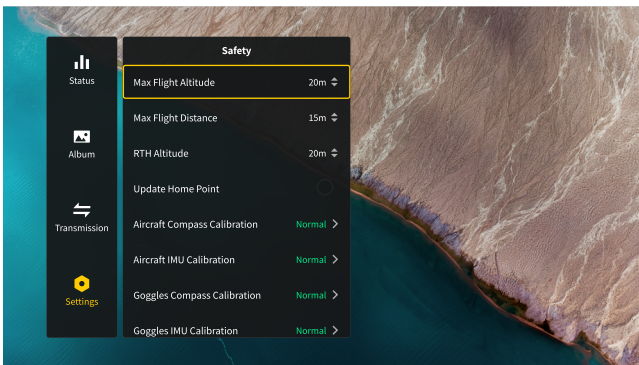 Safety
Status
Max Flight Altitude 20m
Max Flight Distance 15m
Album
RTH Altitude 20m
Update Home Point
Transmission
Aircraft Compass Calibration Normal
Aircraft IMU Calibration Normal
Settings
Goggles Compass Calibration Normal
Goggles IMU Calibration Normal